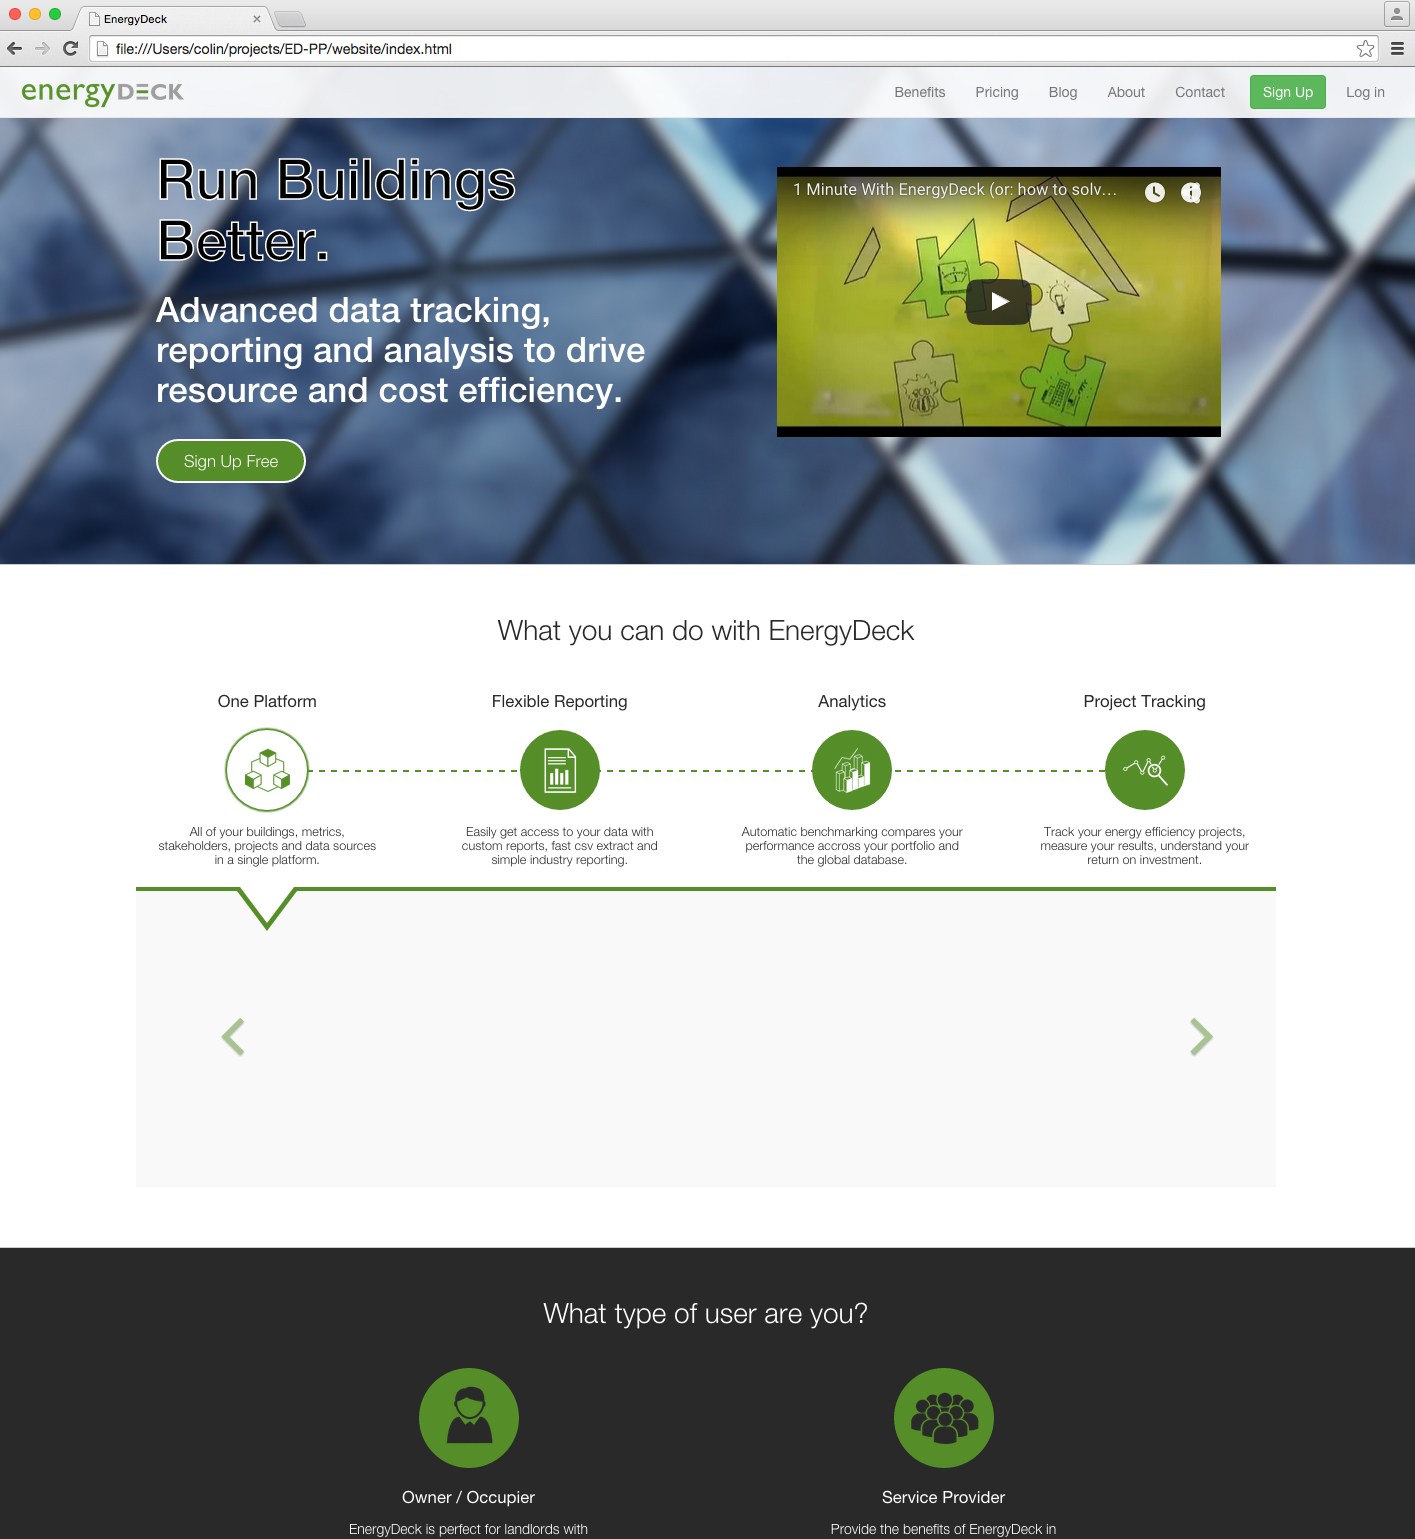 EnergyDeck
file:///Users/colin/projects/ED-PP/website/index.html
energyDECK
Benefits
Pricing
Blog
About
Contact
Sign Up
Log in
Run Buildings
Better.
Advanced data tracking,
reporting and analysis to drive
resource and cost efficiency.
Sign Up Free
1 Minute With EnergyDeck (or: how to solv...
What you can do with EnergyDeck
One Platform
Flexible Reporting
Analytics
Project Tracking
All of your buildings, metrics,
stakeholders, projects and data sources
in a single platform.
Easily get access to your data with
custom reports, fast csv extract and
simple industry reporting.
Automatic benchmarking compares your
performance accross your portfolio and
the global database.
Track your energy efficiency projects,
measure your results, understand your
return on investment.
What type of user are you?
Owner / Occupier
EnergyDeck is perfect for landlords with
Service Provider
Provide the benefits of EnergyDeck in